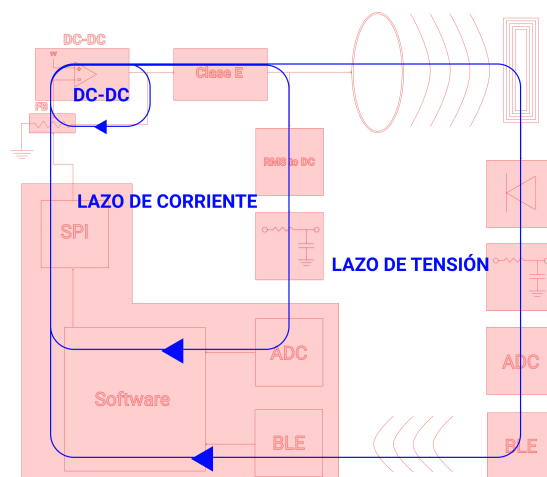 DC-DC
Clase E
DC-DC
FB
RMS to DC
LAZO DE CORRIENTE
SPI
LAZO DE TENSIÓN
ADC
ADC
Software
BLE
BLE